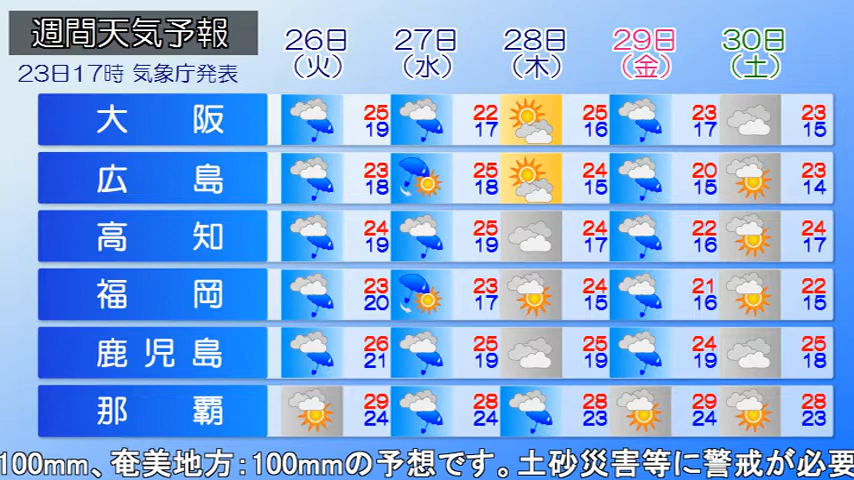 週間天気予報
23日17時 気象庁発表
26日 27日 28日 29日 30日
(火) (水) (木) (金) (土)
大阪 25 19 22 17 25 16 23 17 23 15
広島 23 18 25 18 24 15 20 15 23 14
高知 24 19 25 19 24 17 22 16 24 17
福岡 23 20 23 17 24 15 21 16 22 15
鹿児島 26 21 25 19 25 19 24 19 25 18
那覇 29 24 28 24 28 23 29 24 28 23
100mm、奄美地方:100mmの予想です。土砂災害等に警戒が必要